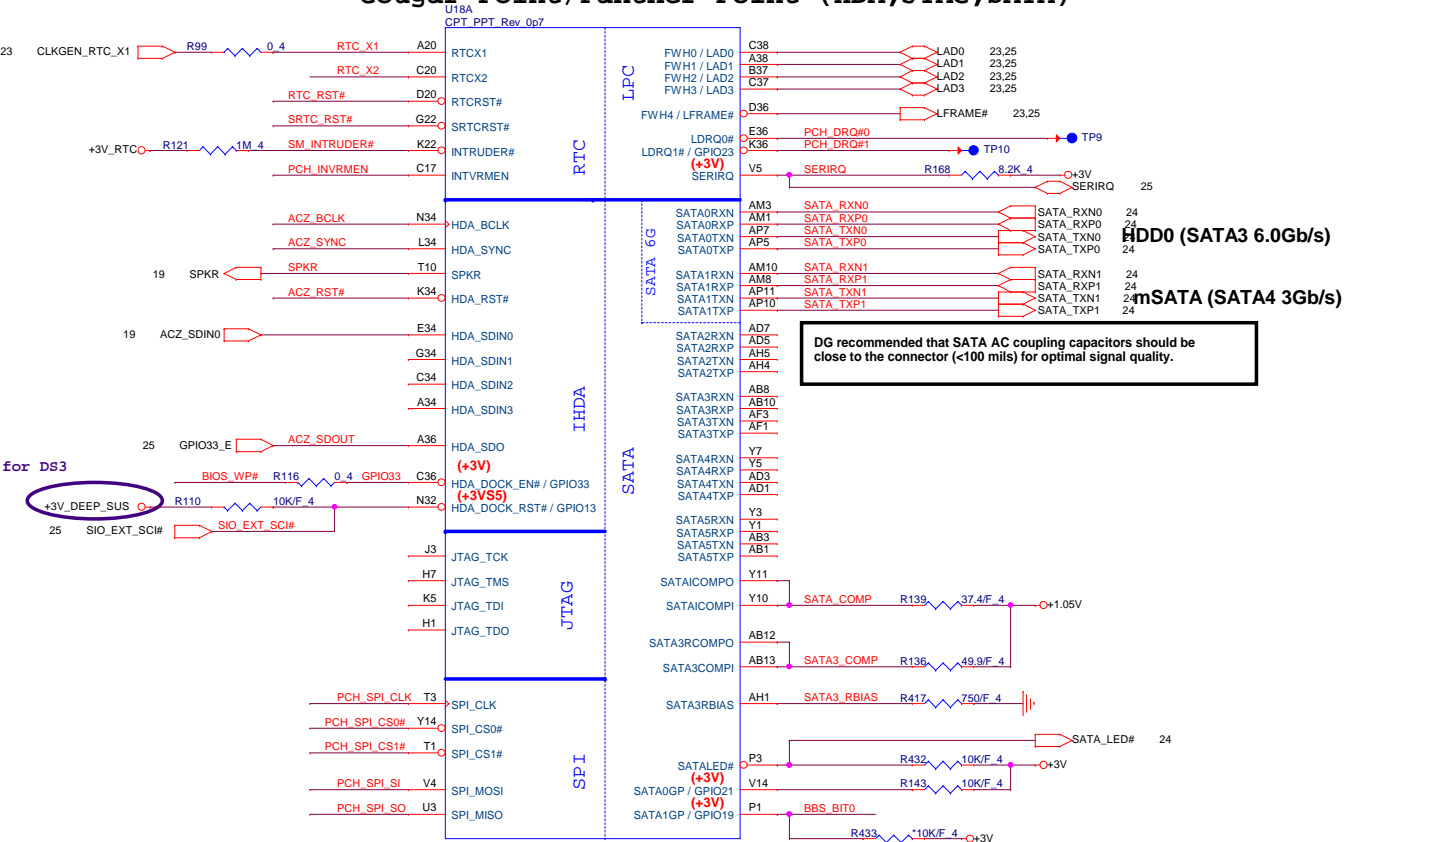 U18A
CPT_PPT_Rev_0p7
23 CLKGEN_RTC_X1 R99 0_4 RTC_X1 A20 RTCX1
RTC_X2 C20 RTCX2
RTC_RST# D20 RTCRST#
SRTC_RST# G22 SRTCRST#
+3V_RTC R121 1M_4 SM_INTRUDER# K22 INTRUDER#
PCH_INVRMEN C17 INTVRMEN
RTC
LPC
FWH0 / LAD0 C38 LAD0 23,25
FWH1 / LAD1 A38 LAD1 23,25
FWH2 / LAD2 B37 LAD2 23,25
FWH3 / LAD3 C37 LAD3 23,25
FWH4 / LFRAME# D36 LFRAME# 23,25
LDRQ0# E36 PCH_DRQ#0 TP9
LDRQ1# / GPIO23 K36 PCH_DRQ#1 TP10
(+3V)
SERIRQ V5 SERIRQ R168 8.2K_4 +3V
SERIRQ 25
ACZ_BCLK N34 HDA_BCLK
ACZ_SYNC L34 HDA_SYNC
19 SPKR SPKR T10 SPKR
ACZ_RST# K34 HDA_RST#
19 ACZ_SDIN0 E34 HDA_SDIN0
G34 HDA_SDIN1
C34 HDA_SDIN2
A34 HDA_SDIN3
25 GPIO33_E ACZ_SDOUT A36 HDA_SDO
IHDA
for DS3
(+3V)
BIOS_WP# R116 0_4 GPIO33 C36 HDA_DOCK_EN# / GPIO33
(+3VS5)
+3V_DEEP_SUS R110 10K/F_4 N32 HDA_DOCK_RST# / GPIO13
25 SIO_EXT_SCI# SIO_EXT_SCI#
J3 JTAG_TCK
H7 JTAG_TMS
K5 JTAG_TDI
H1 JTAG_TDO
JTAG
PCH_SPI_CLK T3 SPI_CLK
PCH_SPI_CS0# Y14 SPI_CS0#
PCH_SPI_CS1# T1 SPI_CS1#
PCH_SPI_SI V4 SPI_MOSI
PCH_SPI_SO U3 SPI_MISO
SPI
SATA 6G
SATA0RXN AM3 SATA_RXN0 SATA_RXN0 24
SATA0RXP AM1 SATA_RXP0 SATA_RXP0 24
SATA0TXN AP7 SATA_TXN0 SATA_TXN0 24
SATA0TXP AP5 SATA_TXP0 SATA_TXP0 24
HDD0 (SATA3 6.0Gb/s)
SATA1RXN AM10 SATA_RXN1 SATA_RXN1 24
SATA1RXP AM8 SATA_RXP1 SATA_RXP1 24
SATA1TXN AP11 SATA_TXN1 SATA_TXN1 24
SATA1TXP AP10 SATA_TXP1 SATA_TXP1 24
mSATA (SATA4 3Gb/s)
DG recommended that SATA AC coupling capacitors should be
close to the connector (<100 mils) for optimal signal quality.
SATA
SATA2RXN AD7
SATA2RXP AD5
SATA2TXN AH5
SATA2TXP AH4
SATA3RXN AB8
SATA3RXP AB10
SATA3TXN AF3
SATA3TXP AF1
SATA4RXN Y7
SATA4RXP Y5
SATA4TXN AD3
SATA4TXP AD1
SATA5RXN Y3
SATA5RXP Y1
SATA5TXN AB3
SATA5TXP AB1
SATAICOMPO Y11
SATAICOMPI Y10 SATA_COMP R139 37.4/F_4 +1.05V
SATA3RCOMPO AB12
SATA3COMPI AB13 SATA3_COMP R136 49.9/F_4
SATA3RBIAS AH1 SATA3_RBIAS R417 750/F_4
SATA_LED# 24
SATALED# P3 R432 10K/F_4 +3V
(+3V)
SATA0GP / GPIO21 V14 R143 10K/F_4
(+3V)
SATA1GP / GPIO19 P1 BBS_BIT0
R433 *10K/F_4 +3V